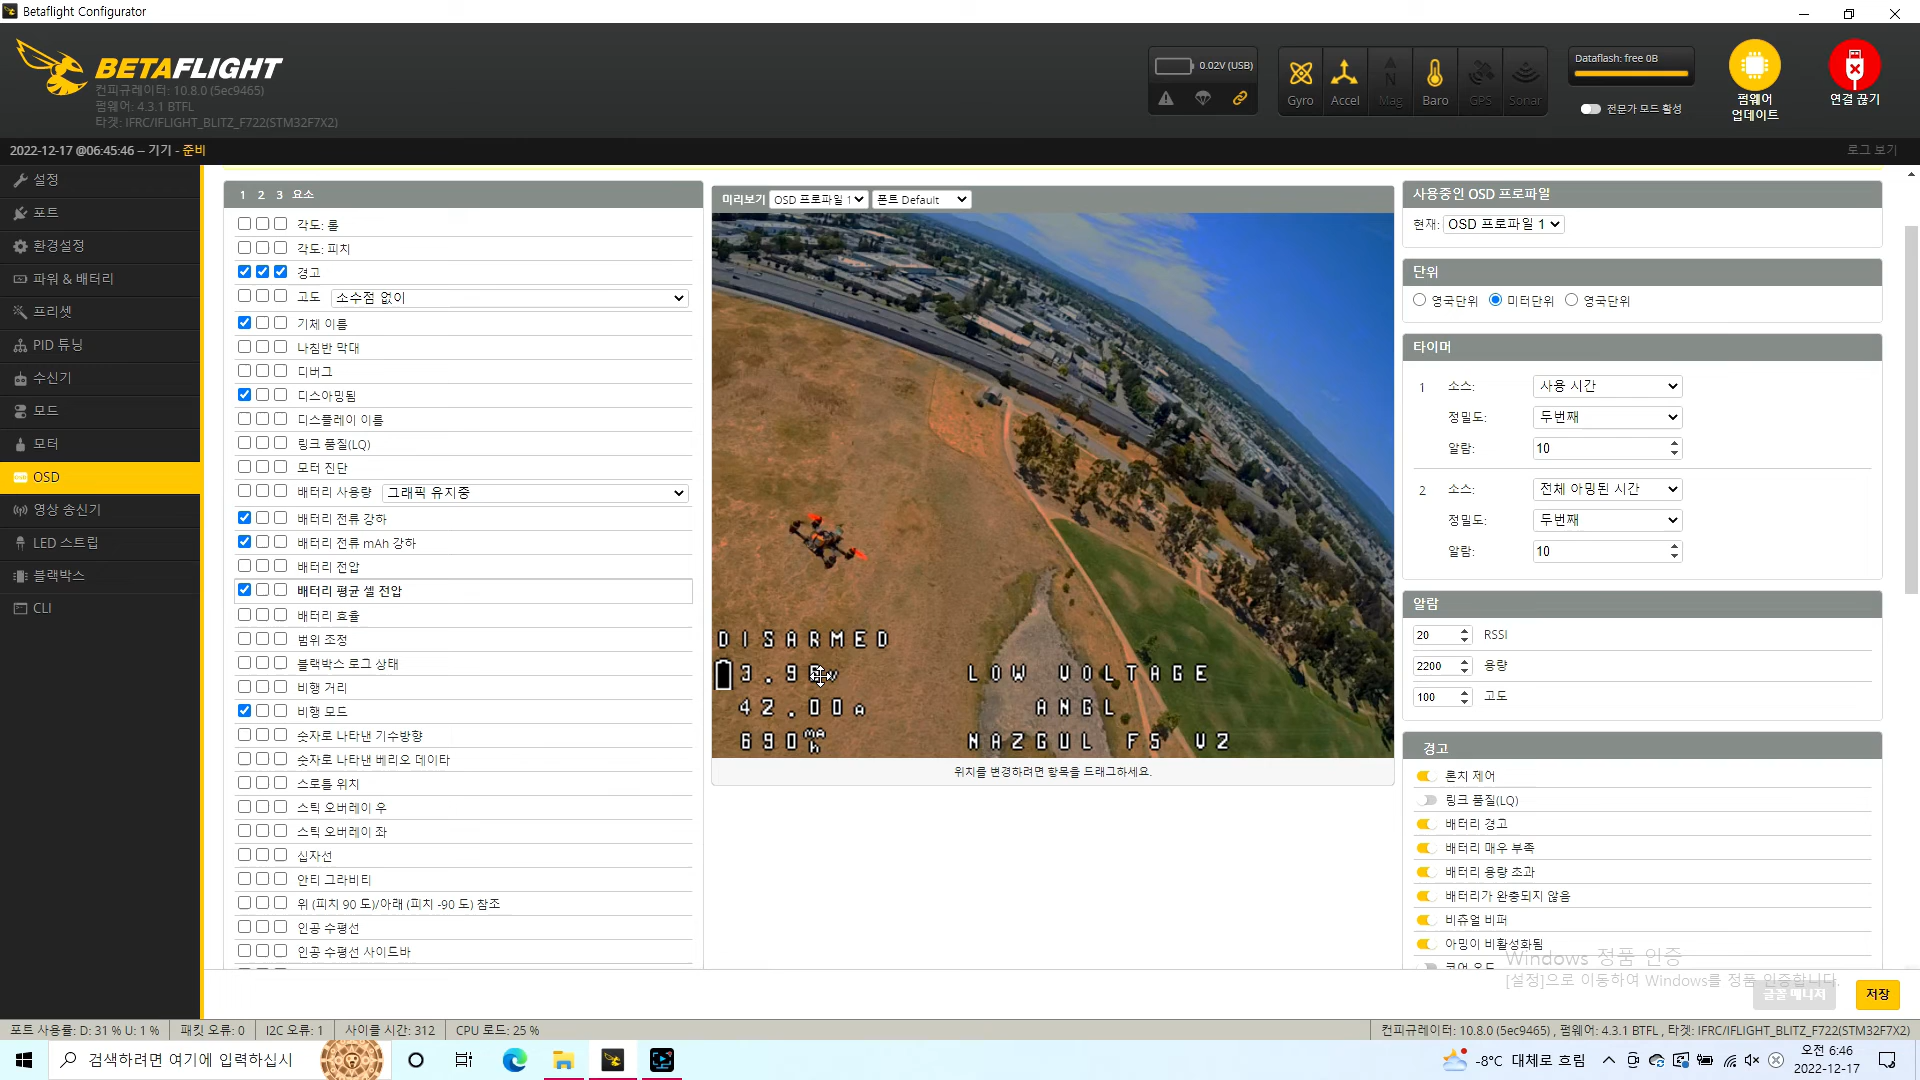 Betaflight Configurator
BETAFLIGHT
컨피규레이터: 10.8.0 (5ec9465)
펌웨어: 4.3.1 BTFL
타겟: IFRC/IFLIGHT_BLITZ_F722(STM32F7X2)
0.02V (USB)
Gyro Accel Mag Baro GPS Sonar
Dataflash: free 0B
전문가 모드 활성
펌웨어
업데이트
연결 끊기
2022-12-17 @06:45:46 -- 기기 - 준비
로그 보기
설정
포트
환경설정
파워 & 배터리
프리셋
PID 튜닝
수신기
모드
모터
OSD
영상 송신기
LED 스트립
블랙박스
CLI
1 2 3 요소
각도: 롤
각도: 피치
경고
고도 소수점 없이
기체 이름
나침반 막대
디버그
디스아밍됨
디스플레이 이름
링크 품질(LQ)
모터 진단
배터리 사용량 그래픽 유지중
배터리 전류 강하
배터리 전류 mAh 강하
배터리 전압
배터리 평균 셀 전압
배터리 효율
범위 조정
블랙박스 로그 상태
비행 거리
비행 모드
숫자로 나타낸 기수방향
숫자로 나타낸 베리오 데이타
스로틀 위치
스틱 오버레이 우
스틱 오버레이 좌
십자선
안티 그라비티
위 (피치 90 도)/아래 (피치 -90 도) 참조
인공 수평선
인공 수평선 사이드바
미리보기 OSD 프로파일 1 폰트 Default
DISARMED
LOW VOLTAGE
42.00A ANGL
690mAh NAZGUL F5 V2
위치를 변경하려면 항목을 드래그하세요.
사용중인 OSD 프로파일
현재: OSD 프로파일 1
단위
영국단위 미터단위 영국단위
타이머
1 소스: 사용 시간
정밀도: 두번째
알람: 10
2 소스: 전체 아밍된 시간
정밀도: 두번째
알람: 10
알람
20 RSSI
2200 용량
100 고도
경고
혼치 제어
링크 품질(LQ)
배터리 경고
배터리 매우 부족
배터리 용량 초과
배터리가 완충되지 않음
비쥬얼 비퍼
아밍이 비활성화됨
코어 온도
Windows 정품 인증
[설정]으로 이동하여 Windows를 정품 인증합니다.
글꼴 매니저
저장
포트 사용률: D: 31 % U: 1 % 패킷 오류: 0 I2C 오류: 1 사이클 시간: 312 CPU 로드: 25 %
컨피규레이터: 10.8.0 (5ec9465) , 펌웨어: 4.3.1 BTFL , 타겟: IFRC/IFLIGHT_BLITZ_F722(STM32F7X2)
검색하려면 여기에 입력하십시
-8°C 대체로 흐림
오전 6:46
2022-12-17